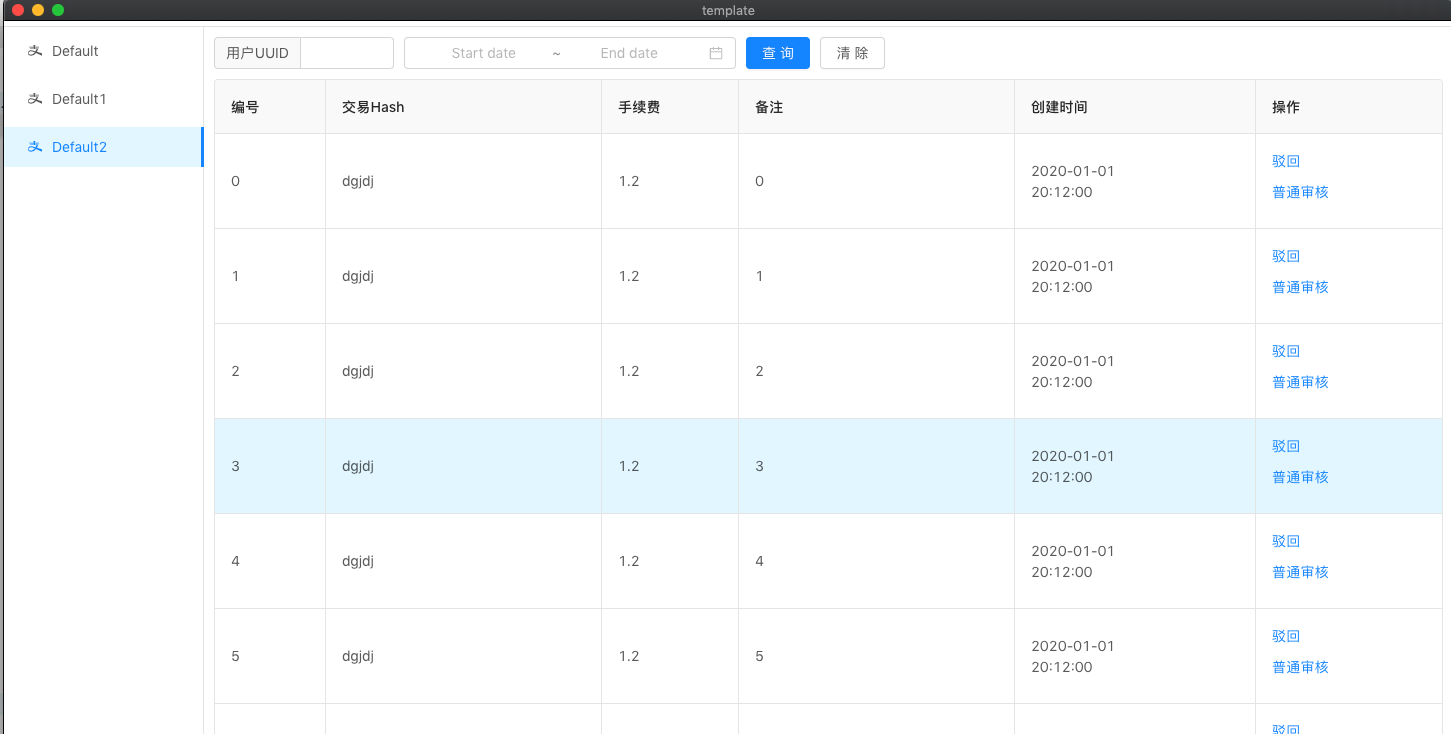 template
Default
Default1
Default2
用户UUID
Start date ~ End date
查 询
清 除
编号 交易Hash 手续费 备注 创建时间 操作
0 dgjdj 1.2 0 2020-01-01
20:12:00
驳回
普通审核
1 dgjdj 1.2 1 2020-01-01
20:12:00
驳回
普通审核
2 dgjdj 1.2 2 2020-01-01
20:12:00
驳回
普通审核
3 dgjdj 1.2 3 2020-01-01
20:12:00
驳回
普通审核
4 dgjdj 1.2 4 2020-01-01
20:12:00
驳回
普通审核
5 dgjdj 1.2 5 2020-01-01
20:12:00
驳回
普通审核
驳回